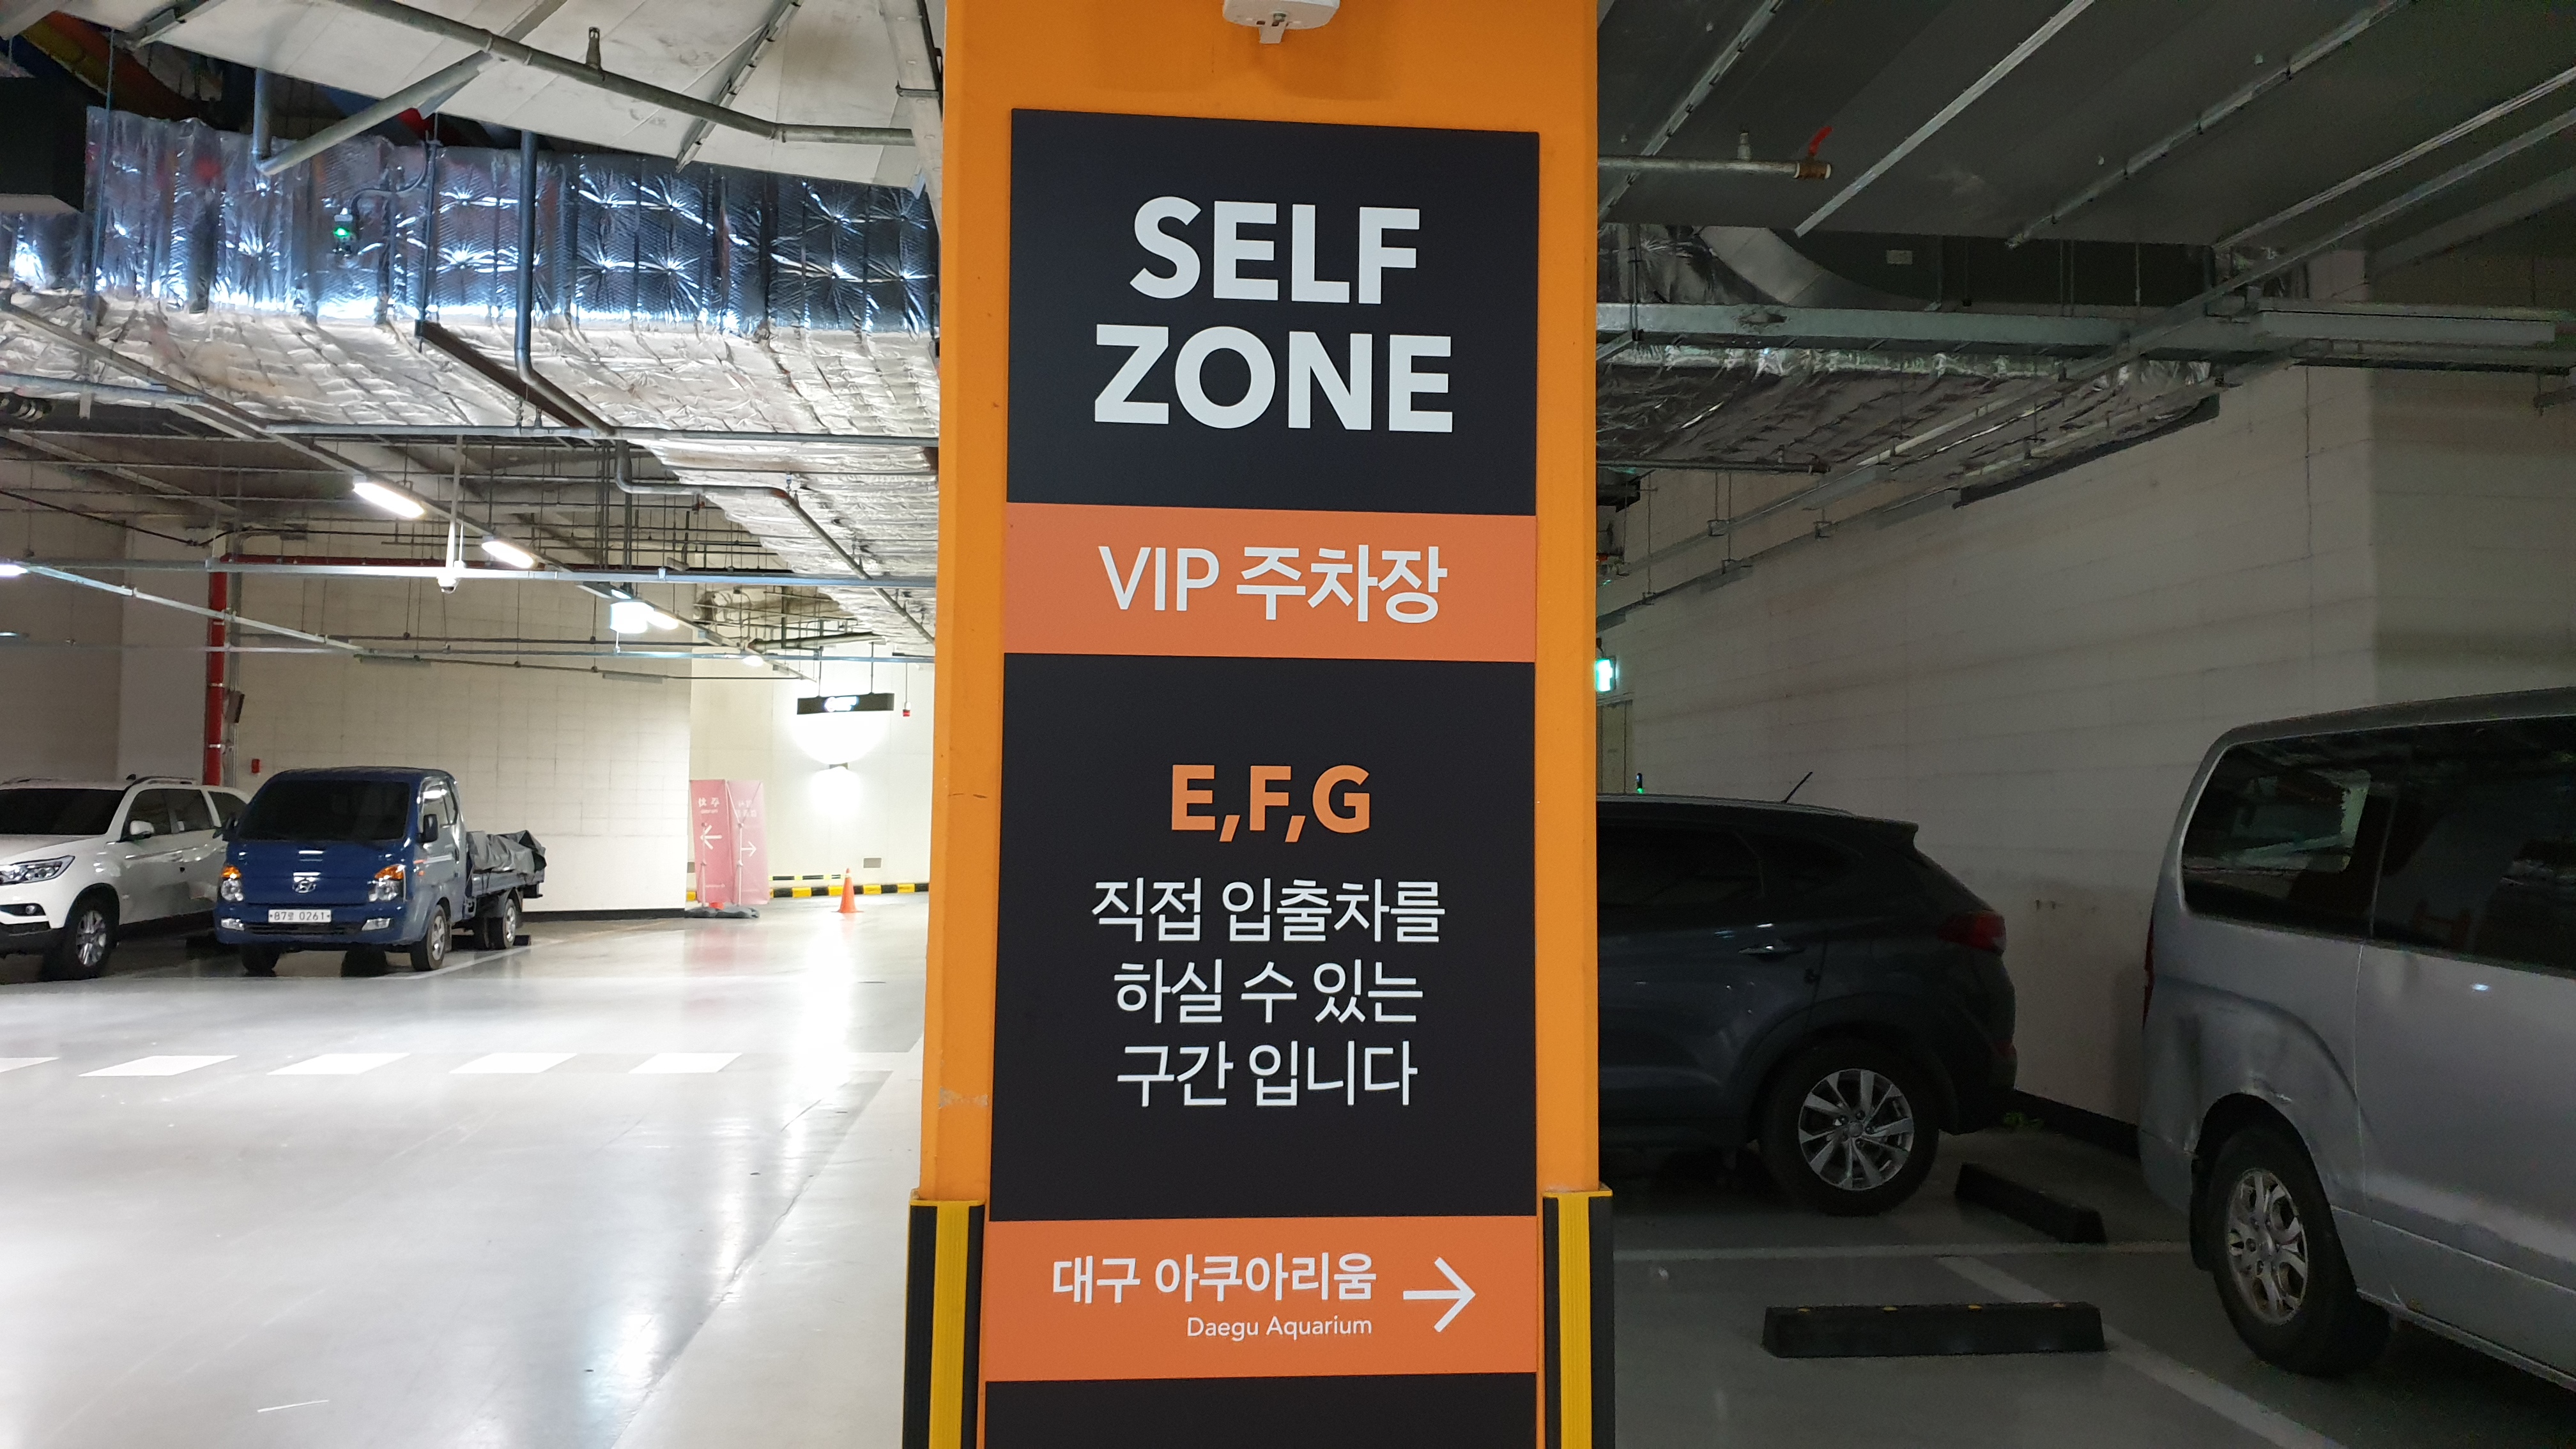 SELF
ZONE
VIP 주차장
E,F,G
직접 입출차를
하실 수 있는
구간 입니다
대구 아쿠아리움
Daegu Aquarium